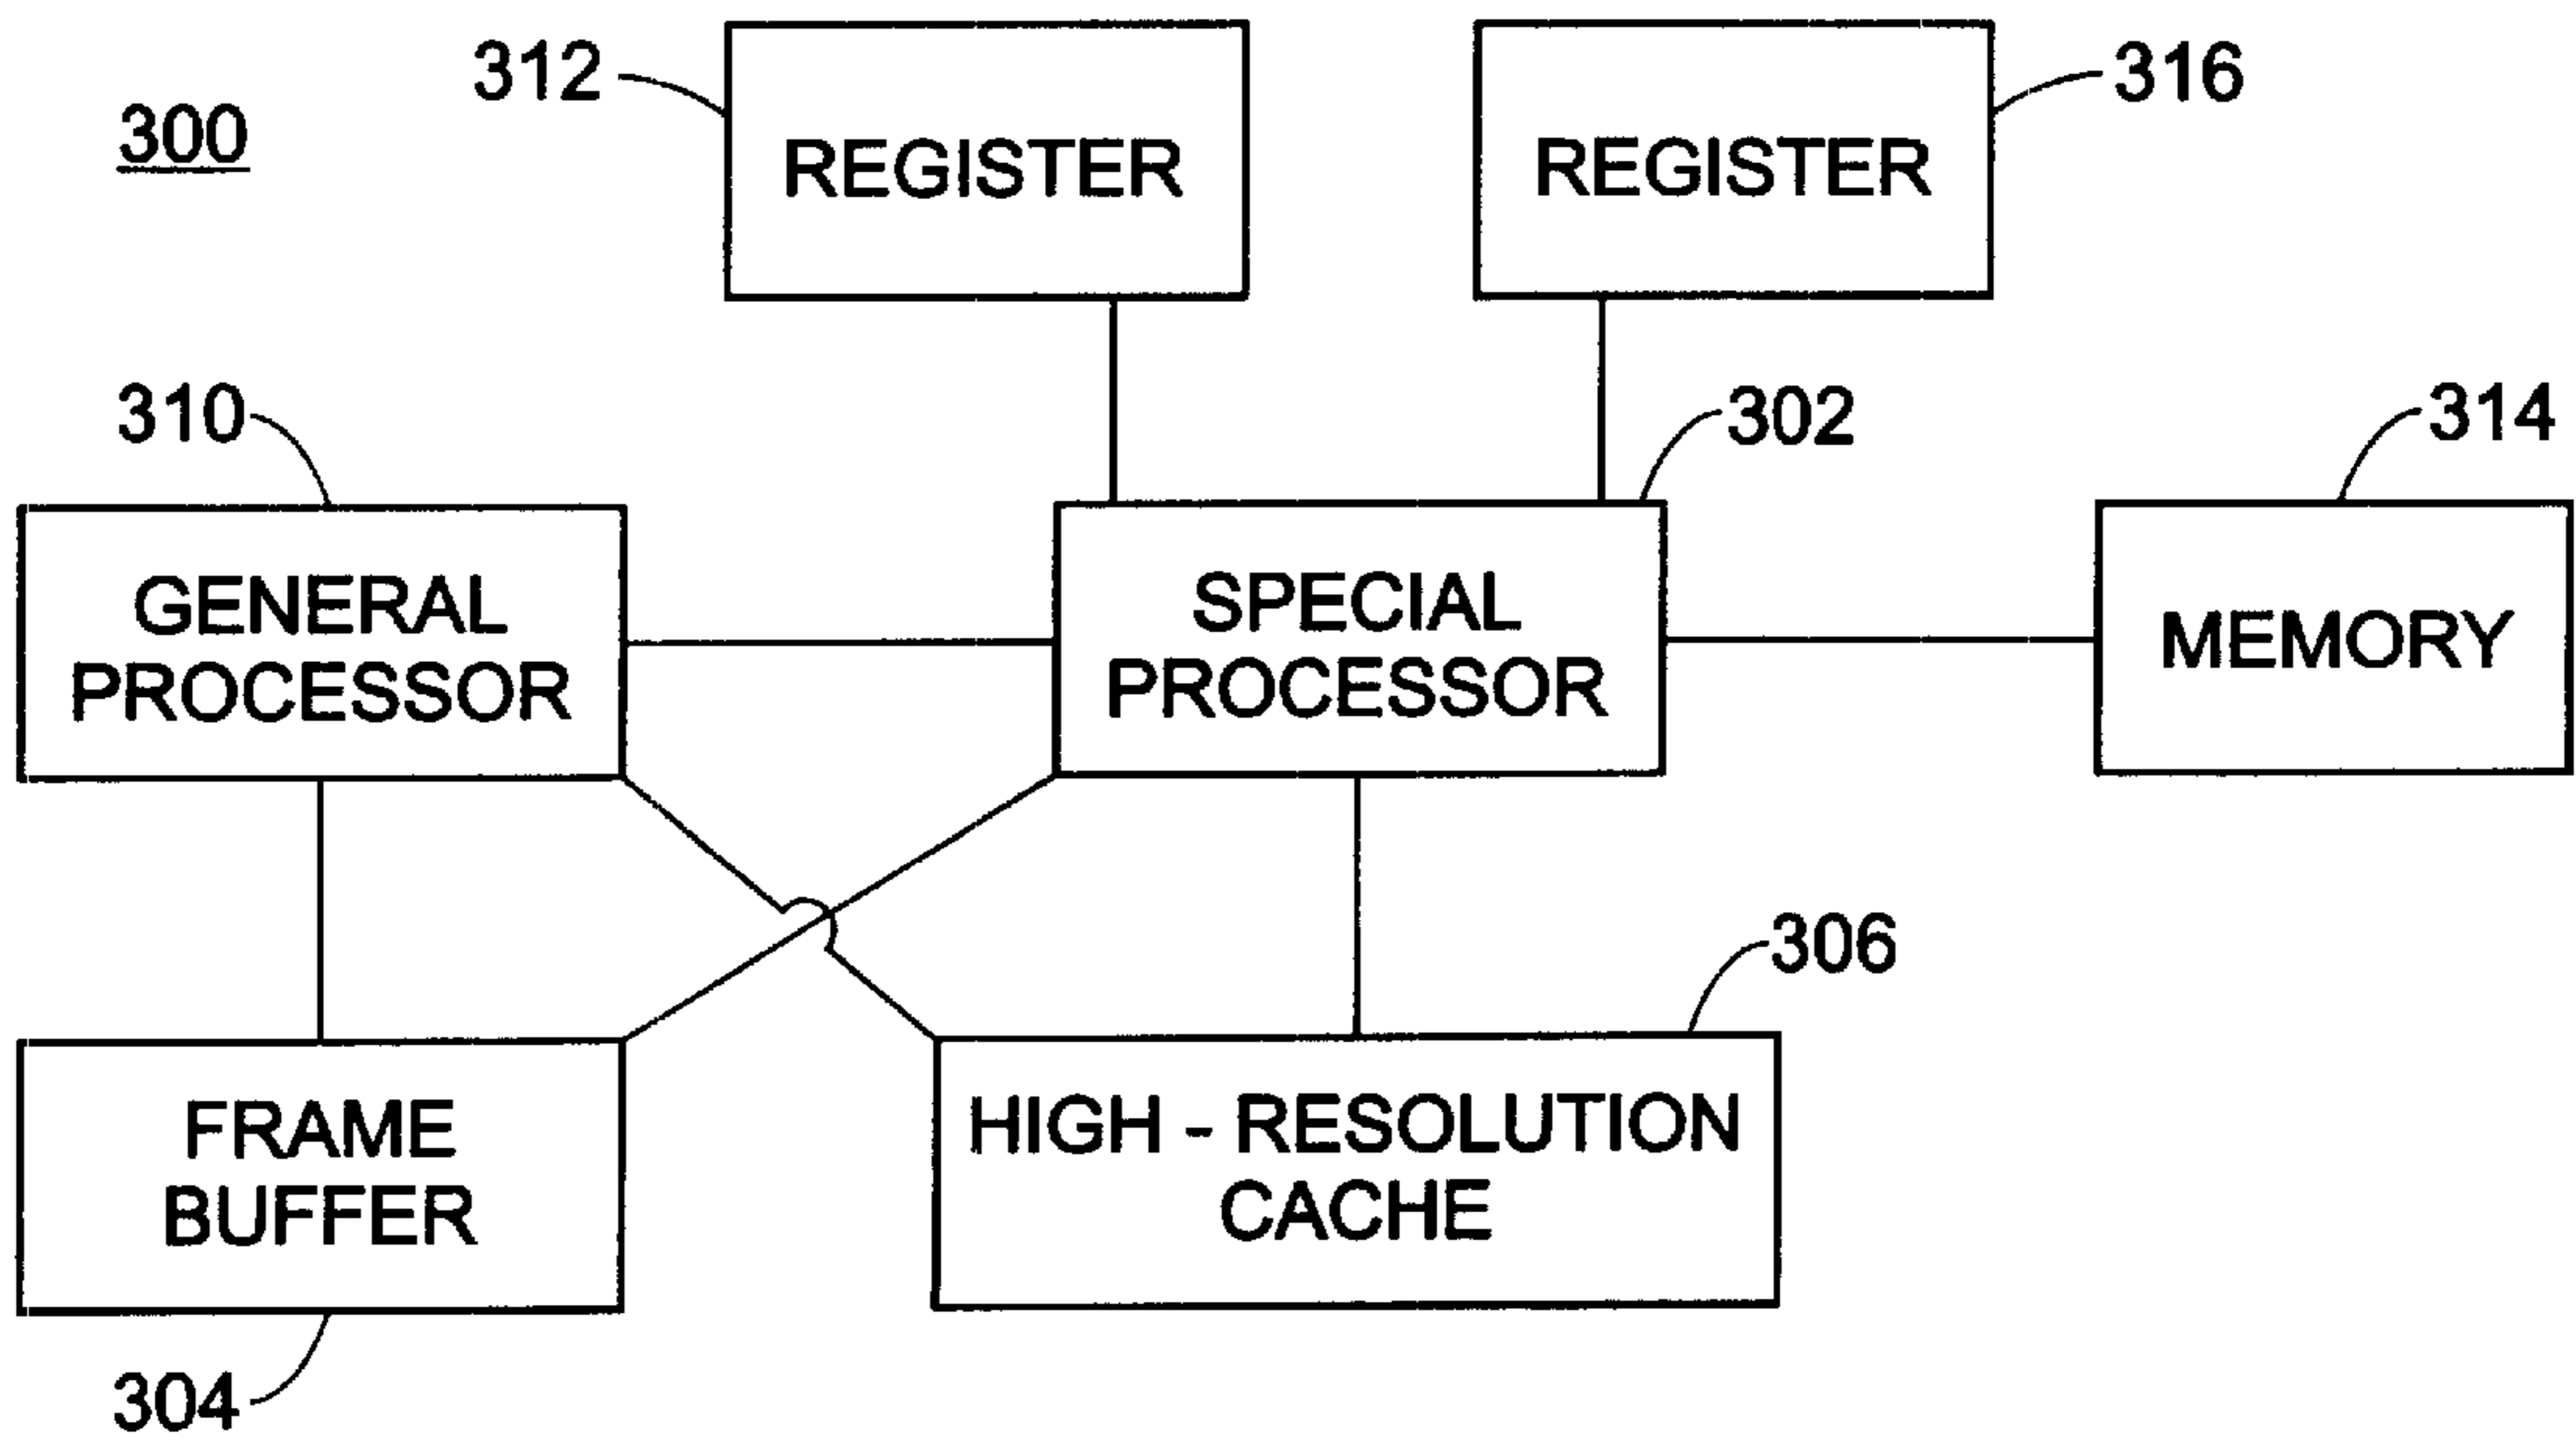 300
312
REGISTER
316
REGISTER
310
GENERAL
PROCESSOR
302
SPECIAL
PROCESSOR
314
MEMORY
FRAME
BUFFER
304
306
HIGH - RESOLUTION
CACHE